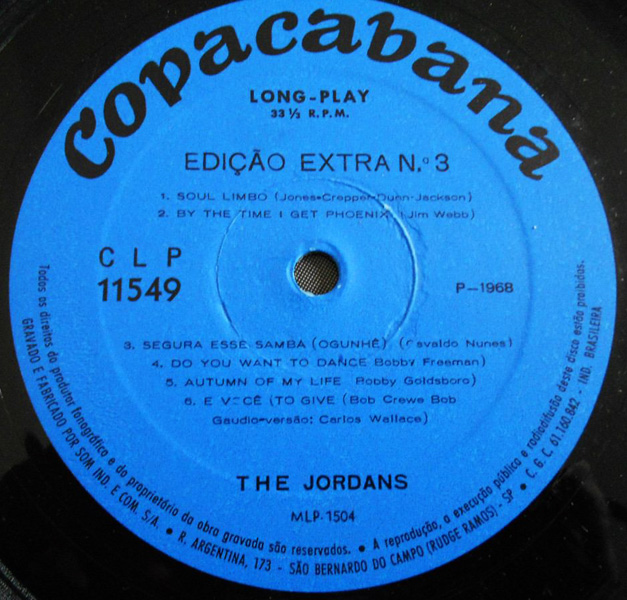 Copacabana
LONG-PLAY
33 ½ R.P.M.
EDIÇÃO EXTRA N.º 3
1. SOUL LIMBO (Jones-Cropper-Dunn-Jackson)
2. BY THE TIME I GET PHOENIX (Jim Webb)
CLP
11549
P-1968
3. SEGURA ESSE SAMBA (OGUNHÊ) (Osvaldo Nunes)
4. DO YOU WANT TO DANCE Bobby Freeman)
5. AUTUMN OF MY LIFE Bobby Goldsboro)
6. E VOCÊ (TO GIVE (Bob Crewe Bob
Gaudio-versão: Carlos Wallace)
THE JORDANS
MLP-1504
Todos os direitos do produtor fonográfico e do proprietário da obra gravada são reservados. • A reprodução, a execução pública e radiodifusão deste disco estão proibidas.
GRAVADO E FABRICADO POR SOM, IND. E COM. S/A. • R. ARGENTINA, 173 - SÃO BERNARDO DO CAMPO (RUDGE RAMOS) - SP • C. G. C. 61.160.842 - IND. BRASILEIRA